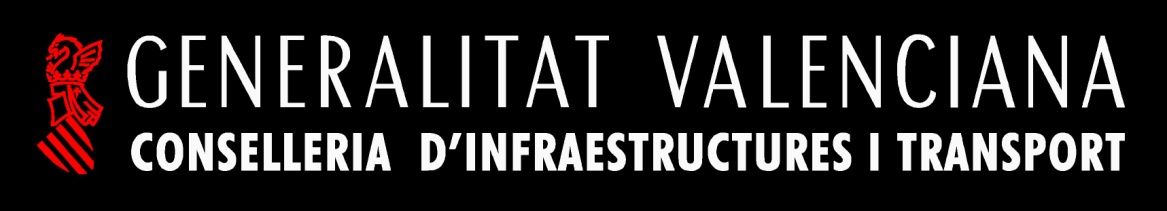 GENERALITAT VALENCIANA
CONSELLERIA D'INFRAESTRUCTURES I TRANSPORT